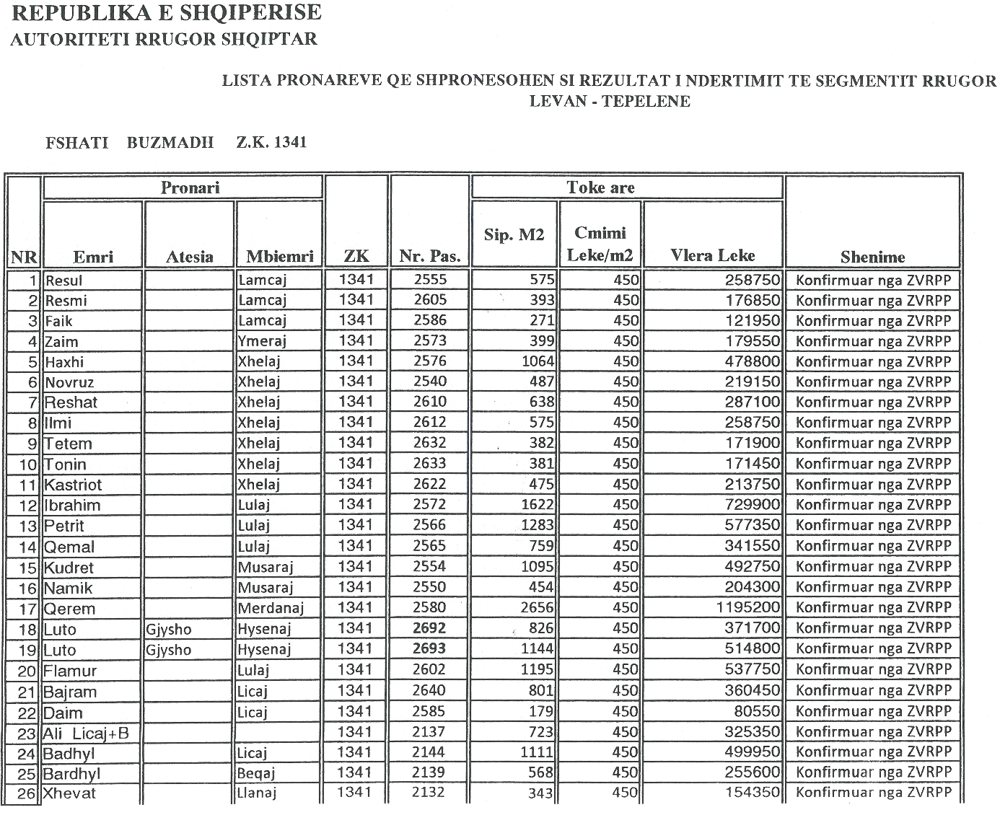 REPUBLIKA E SHQIPERISE
AUTORITETI RRUGOR SHQIPTAR
LISTA PRONAREVE QE SHPRONESOHEN SI REZULTAT I NDERTIMIT TE SEGMENTIT RRUGOR
LEVAN - TEPELENE
FSHATI BUZMADH Z.K. 1341
NR Pronari ZK Nr. Pas. Toke are Shenime
Emri Atesia Mbiemri Sip. M2 Cmimi Leke/m2 Vlera Leke
1 Resul Lamcaj 1341 2555 575 450 258750 Konfirmuar nga ZVRPP
2 Resmi Lamcaj 1341 2605 393 450 176850 Konfirmuar nga ZVRPP
3 Faik Lamcaj 1341 2586 271 450 121950 Konfirmuar nga ZVRPP
4 Zaim Ymeraj 1341 2573 399 450 179550 Konfirmuar nga ZVRPP
5 Haxhi Xhelaj 1341 2576 1064 450 478800 Konfirmuar nga ZVRPP
6 Novruz Xhelaj 1341 2540 487 450 219150 Konfirmuar nga ZVRPP
7 Reshat Xhelaj 1341 2610 638 450 287100 Konfirmuar nga ZVRPP
8 Ilmi Xhelaj 1341 2612 575 450 258750 Konfirmuar nga ZVRPP
9 Tetem Xhelaj 1341 2632 382 450 171900 Konfirmuar nga ZVRPP
10 Tonin Xhelaj 1341 2633 381 450 171450 Konfirmuar nga ZVRPP
11 Kastriot Xhelaj 1341 2622 475 450 213750 Konfirmuar nga ZVRPP
12 Ibrahim Lulaj 1341 2572 1622 450 729900 Konfirmuar nga ZVRPP
13 Petrit Lulaj 1341 2566 1283 450 577350 Konfirmuar nga ZVRPP
14 Qemal Lulaj 1341 2565 759 450 341550 Konfirmuar nga ZVRPP
15 Kudret Musaraj 1341 2554 1095 450 492750 Konfirmuar nga ZVRPP
16 Namik Musaraj 1341 2550 454 450 204300 Konfirmuar nga ZVRPP
17 Qerem Merdanaj 1341 2580 2656 450 1195200 Konfirmuar nga ZVRPP
18 Luto Gjysho Hysenaj 1341 2692 826 450 371700 Konfirmuar nga ZVRPP
19 Luto Gjysho Hysenaj 1341 2693 1144 450 514800 Konfirmuar nga ZVRPP
20 Flamur Lulaj 1341 2602 1195 450 537750 Konfirmuar nga ZVRPP
21 Bajram Licaj 1341 2640 801 450 360450 Konfirmuar nga ZVRPP
22 Daim Licaj 1341 2585 179 450 80550 Konfirmuar nga ZVRPP
23 Ali Licaj+B 1341 2137 723 450 325350 Konfirmuar nga ZVRPP
24 Badhyl Licaj 1341 2144 1111 450 499950 Konfirmuar nga ZVRPP
25 Bardhyl Beqaj 1341 2139 568 450 255600 Konfirmuar nga ZVRPP
26 Xhevat Llanaj 1341 2132 343 450 154350 Konfirmuar nga ZVRPP